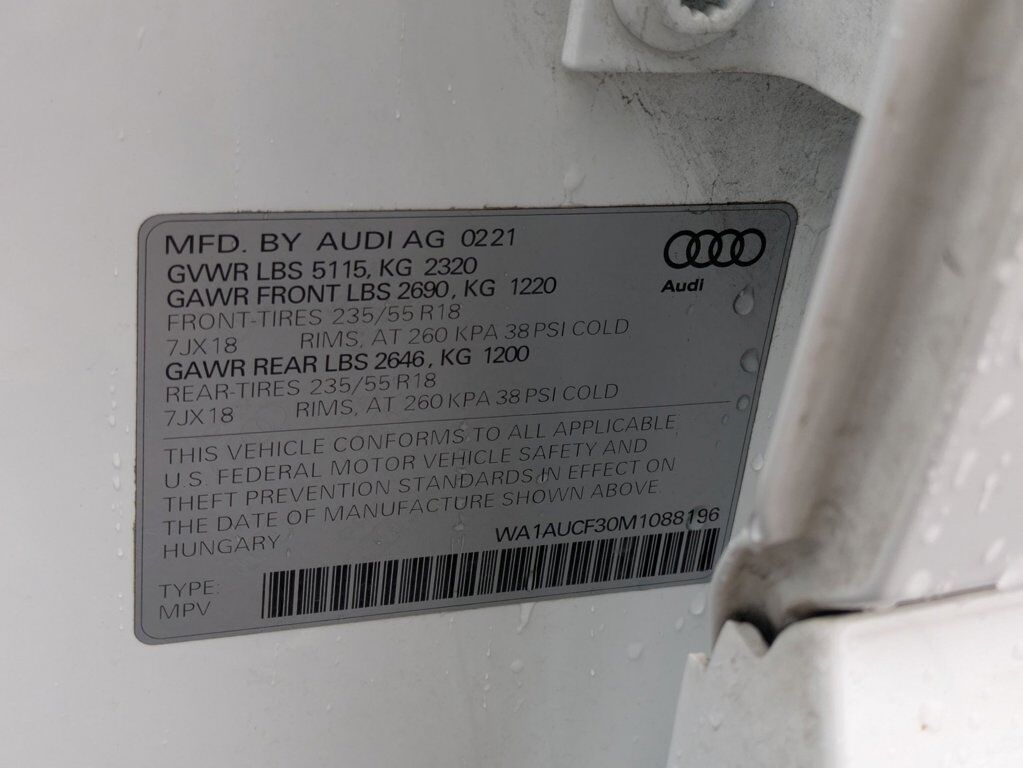 MFD. BY AUDI AG 0221
GVWR LBS 5115, KG 2320
GAWR FRONT LBS 2690, KG 1220
FRONT-TIRES 235/55 R18
7JX18 RIMS, AT 260 KPA 38 PSI COLD
GAWR REAR LBS 2646, KG 1200
REAR-TIRES 235/55 R18
7JX18 RIMS, AT 260 KPA 38 PSI COLD
Audi
THIS VEHICLE CONFORMS TO ALL APPLICABLE
U.S. FEDERAL MOTOR VEHICLE SAFETY AND
THEFT PREVENTION STANDARDS IN EFFECT ON
THE DATE OF MANUFACTURE SHOWN ABOVE
HUNGARY WA1AUCF30M1088196
TYPE:
MPV